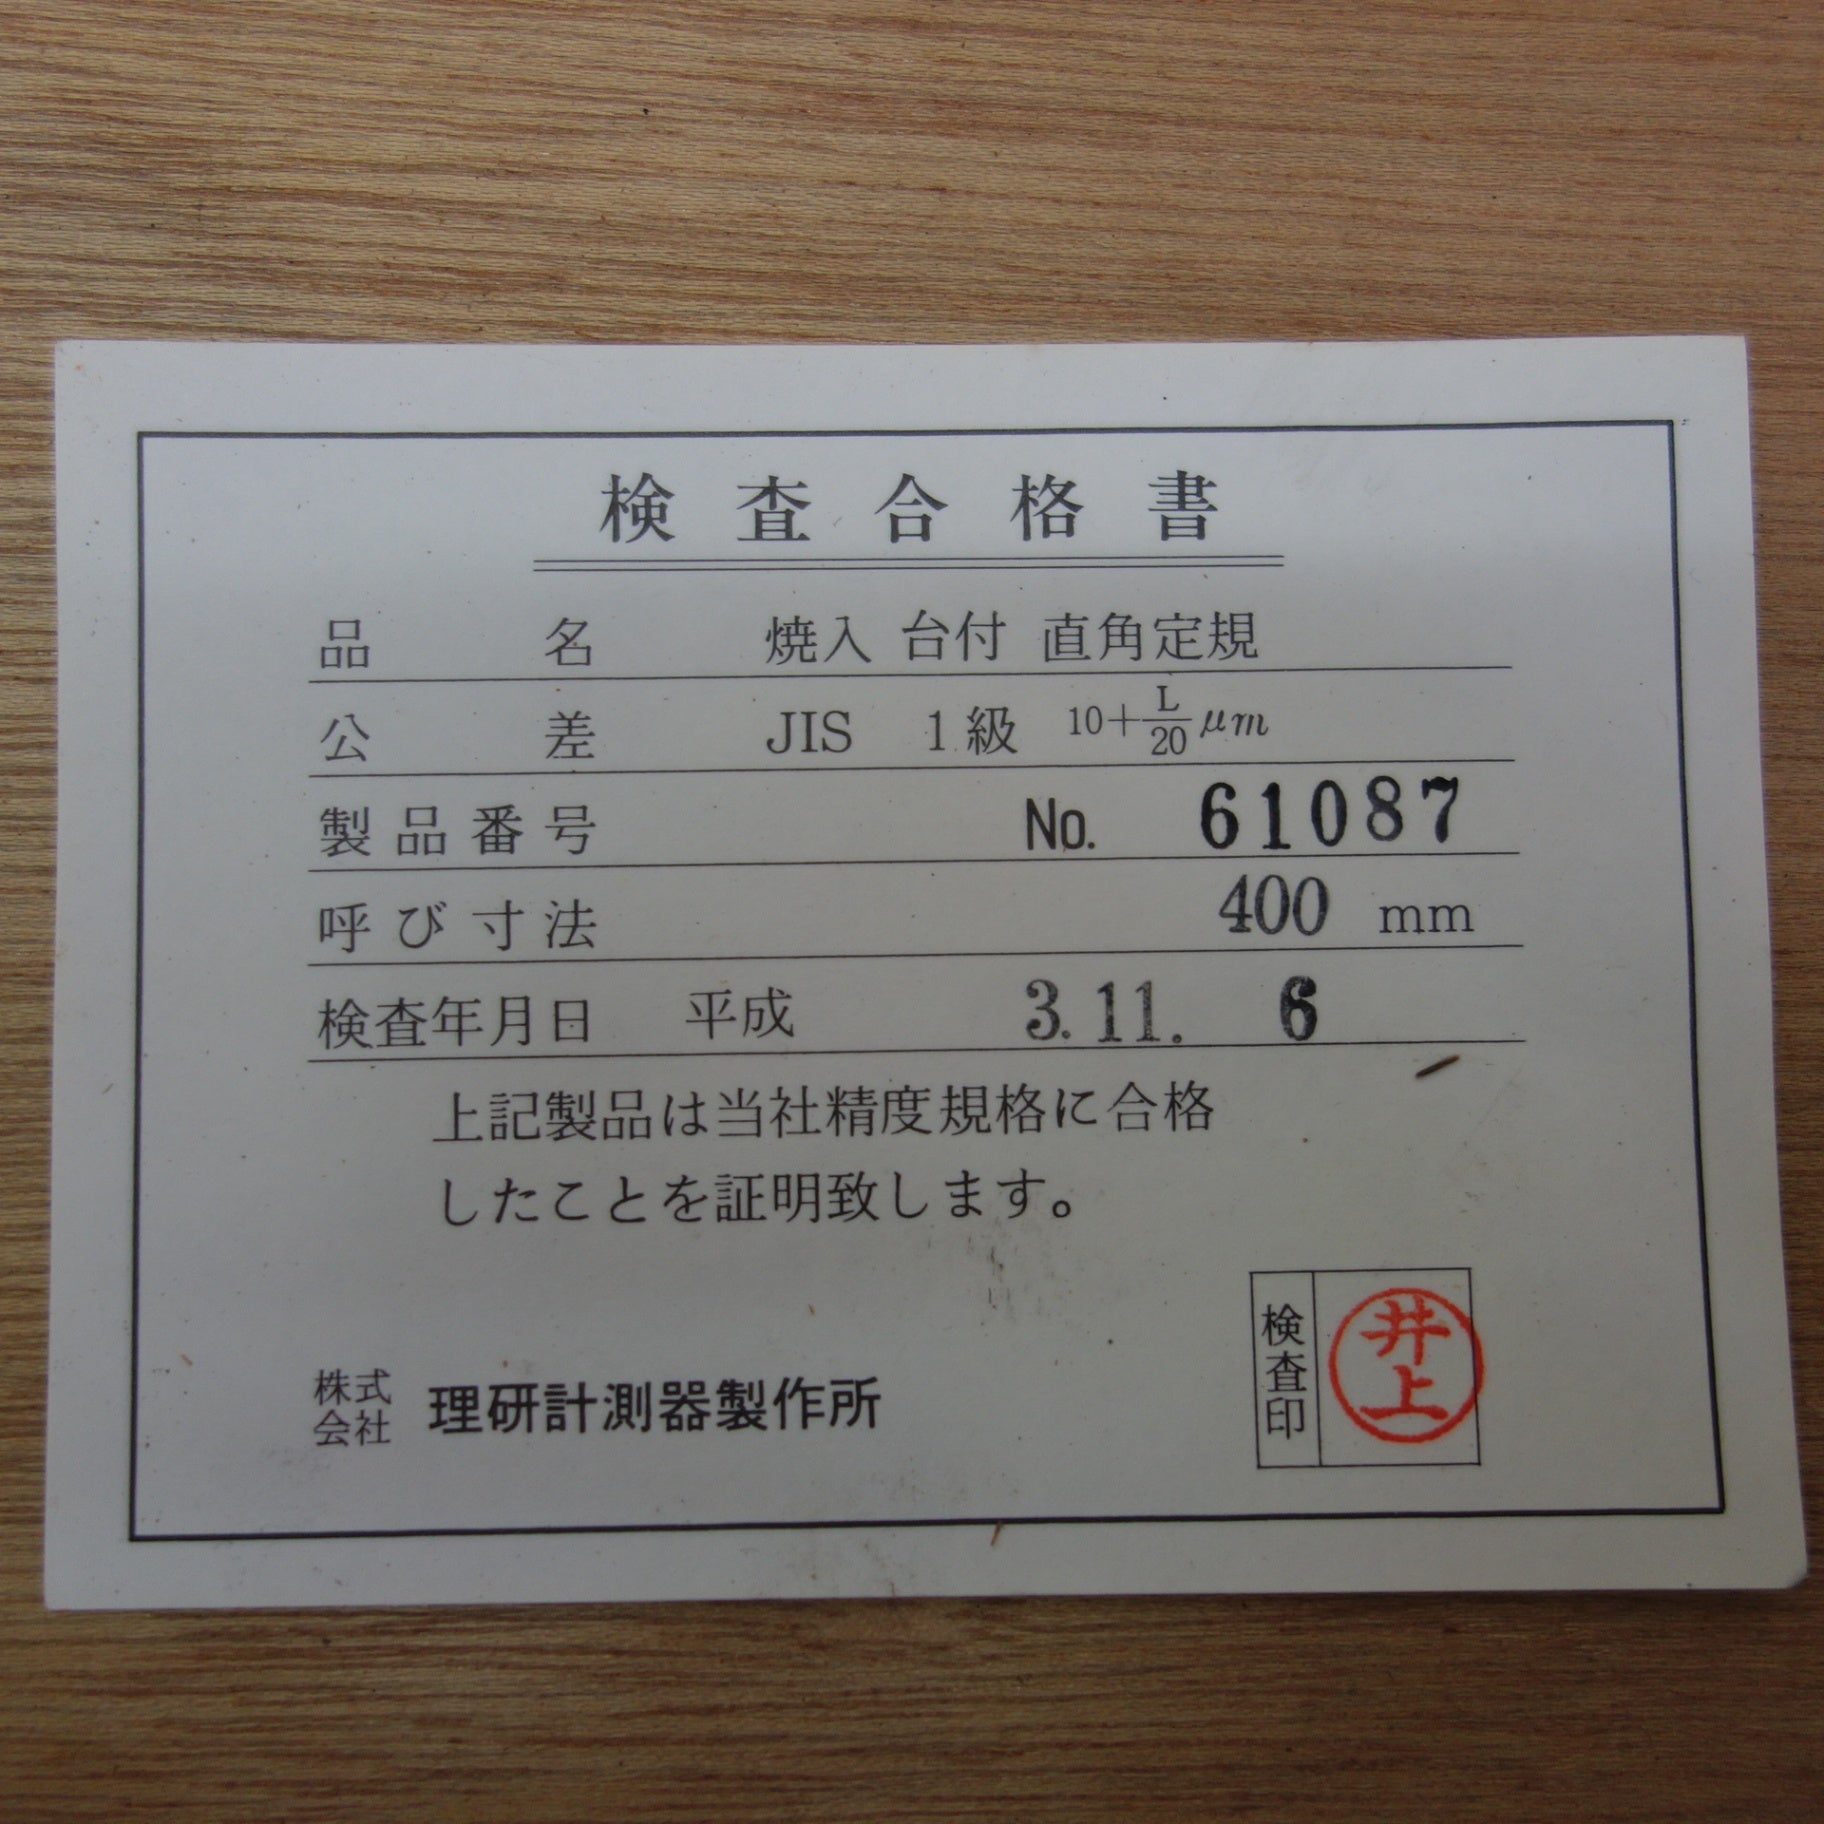 検査合格書
品名 焼入 台付 直角定規
公差 JIS 1級 10+L/20 μm
製品番号 No. 61087
呼び寸法 400 mm
検査年月日 平成 3.11. 6
上記製品は当社精度規格に合格
したことを証明致します。
株式会社 理研計測器製作所
検査印 井上